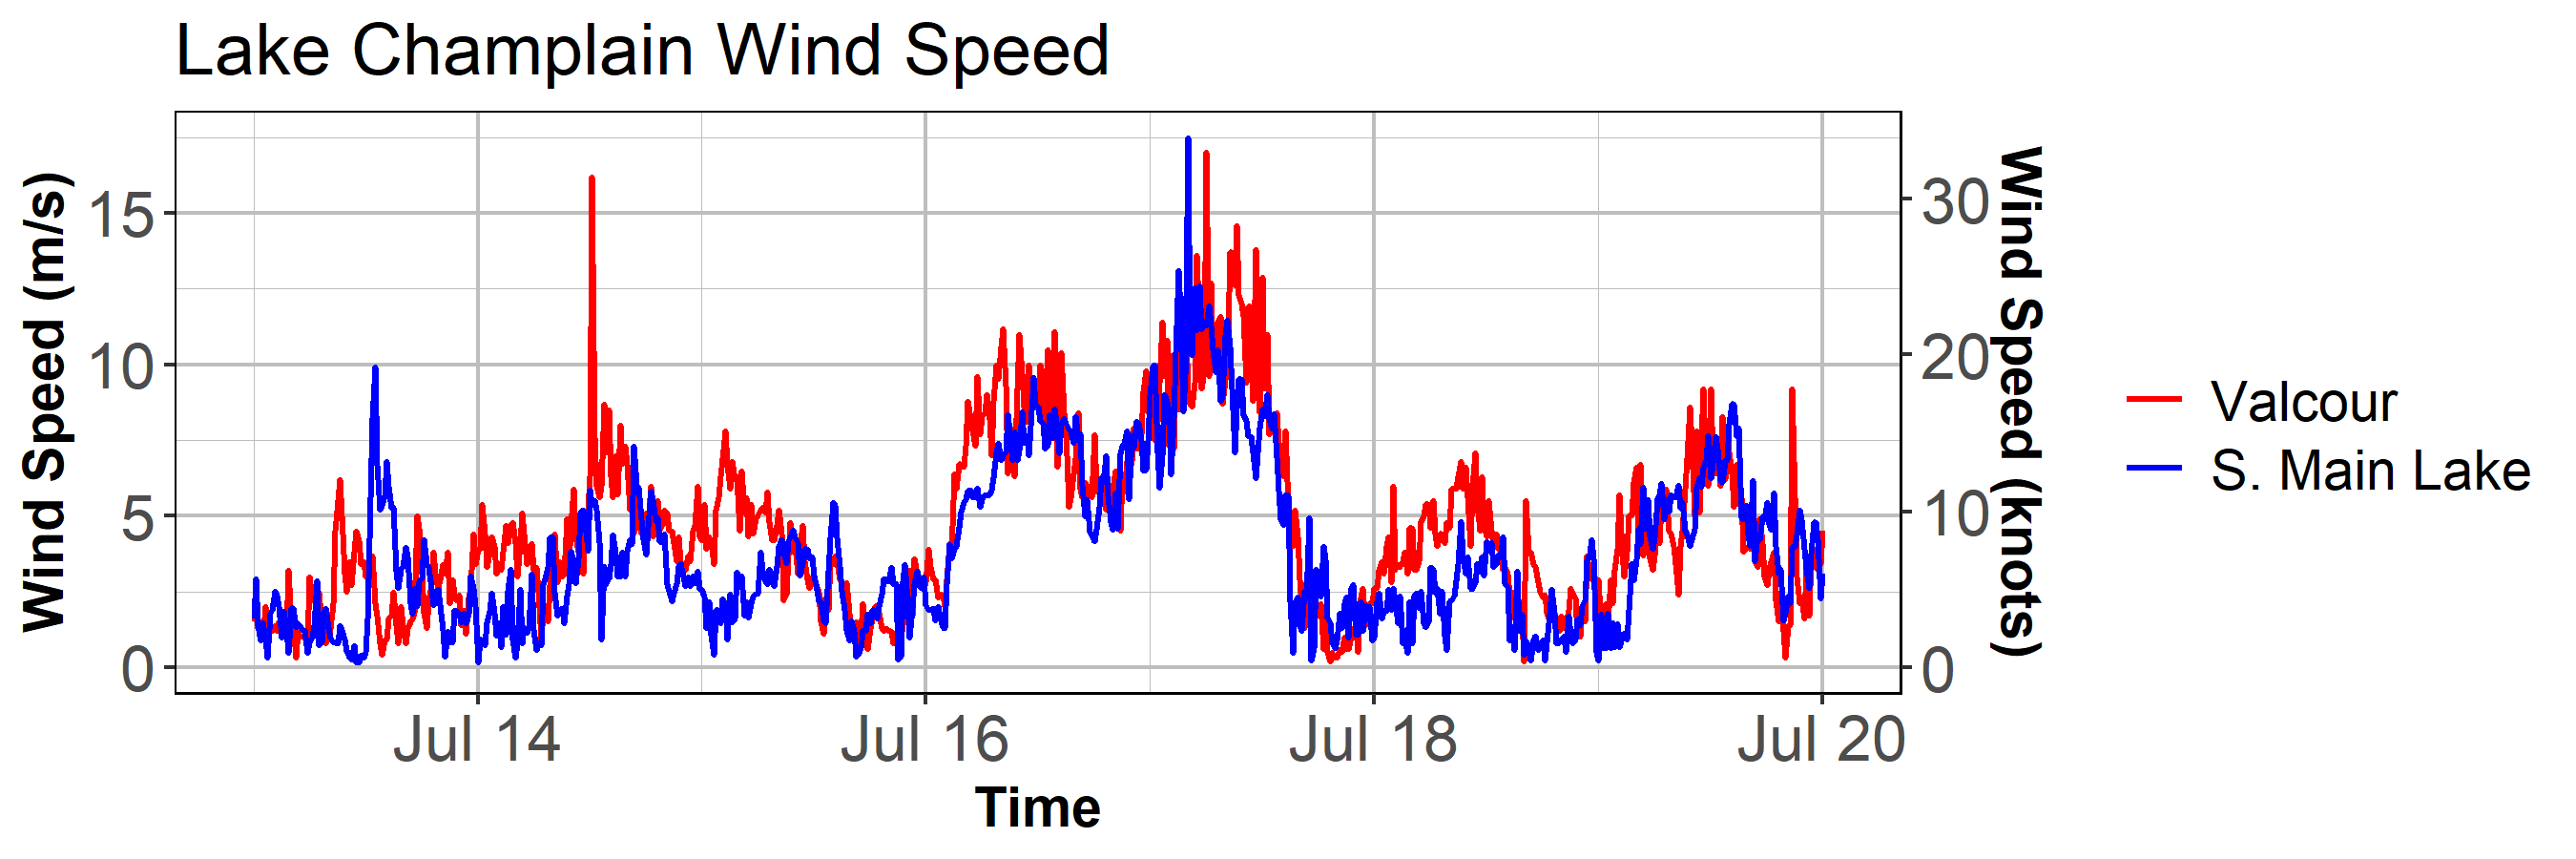 Lake Champlain Wind Speed
Wind Speed (m/s)
15
10
5
0
30
20
10
0
Wind Speed (knots)
Jul 14
Jul 16
Jul 18
Jul 20
Time
Valcour
S. Main Lake